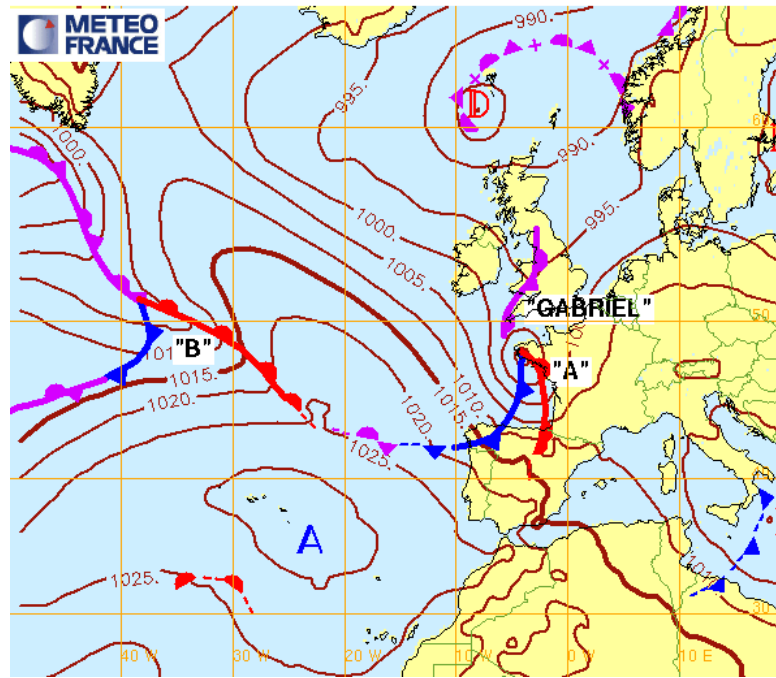 METEO
FRANCE
990.
995.
1000.
D
60
990.
995.
1000.
1005.
"GABRIEL"
50
"B"
"A"
1015.
1010.
1015.
1020.
1020.
1025.
A
1025.
30
40 W
30 W
20 W
10 W
0 W
10 E